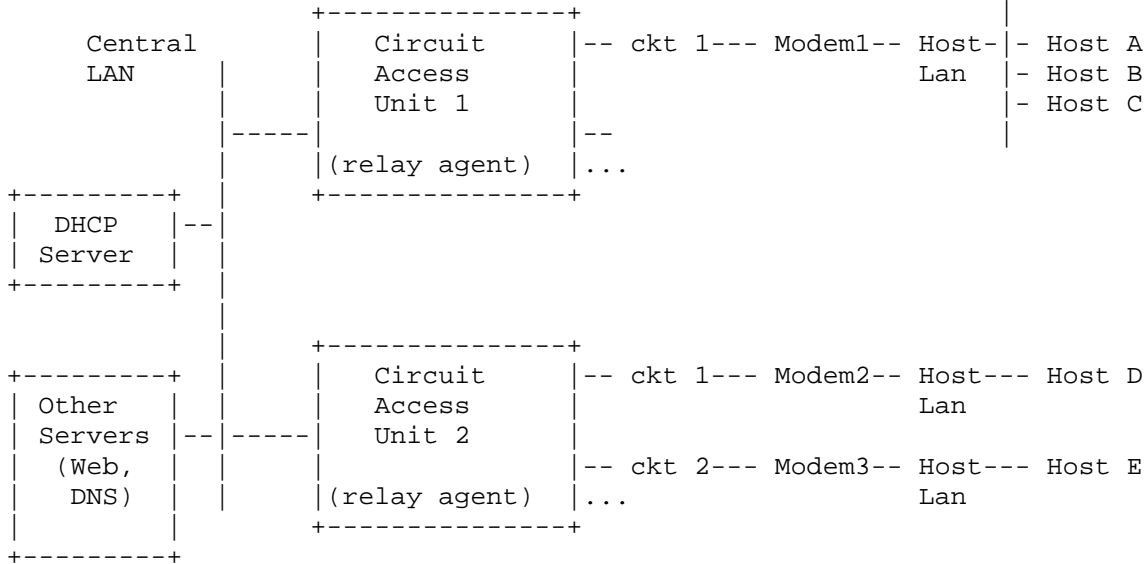 Central Circuit -- ckt 1--- Modem1-- Host- - Host A
LAN Access Lan - Host B
Unit 1 - Host C
----- --
(relay agent) ...
DHCP --
Server
Circuit -- ckt 1--- Modem2-- Host--- Host D
Other Access Lan
Servers -- ----- Unit 2
(Web, -- ckt 2--- Modem3-- Host--- Host E
DNS) (relay agent) ... Lan